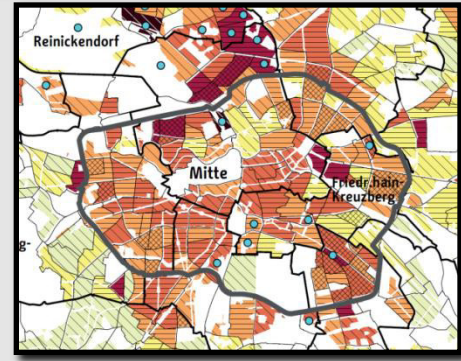 Reinickendorf
Mitte
Friedr.hain-
Kreuzberg
g-